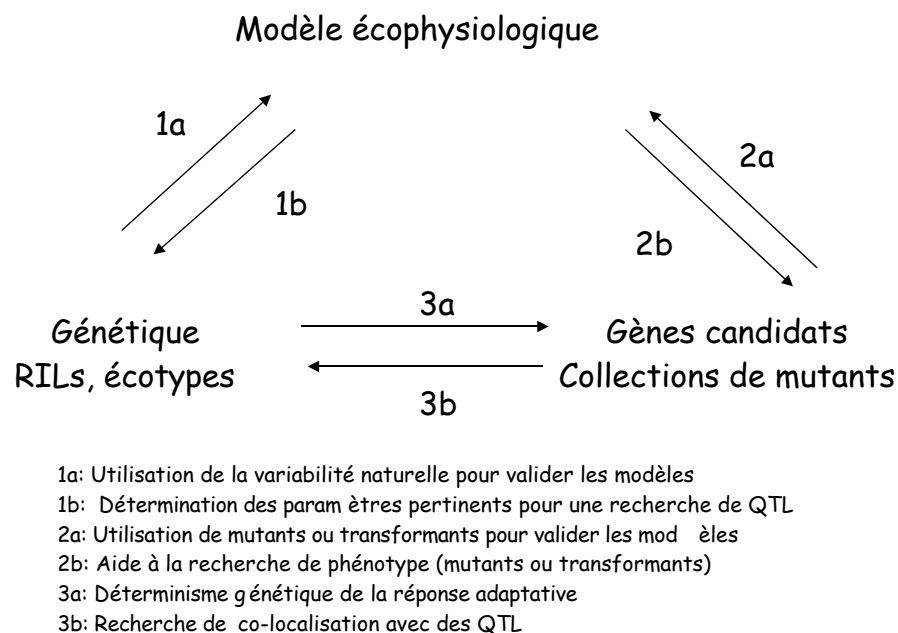 Modèle écophysiologique
1a
1b
2a
2b
3a
Génétique
RILs, écotypes
Gènes candidats
Collections de mutants
3b
1a: Utilisation de la variabilité naturelle pour valider les modèles
1b: Détermination des param ètres pertinents pour une recherche de QTL
2a: Utilisation de mutants ou transformants pour valider les mod èles
2b: Aide à la recherche de phénotype (mutants ou transformants)
3a: Déterminisme g énétique de la réponse adaptative
3b: Recherche de co-localisation avec des QTL